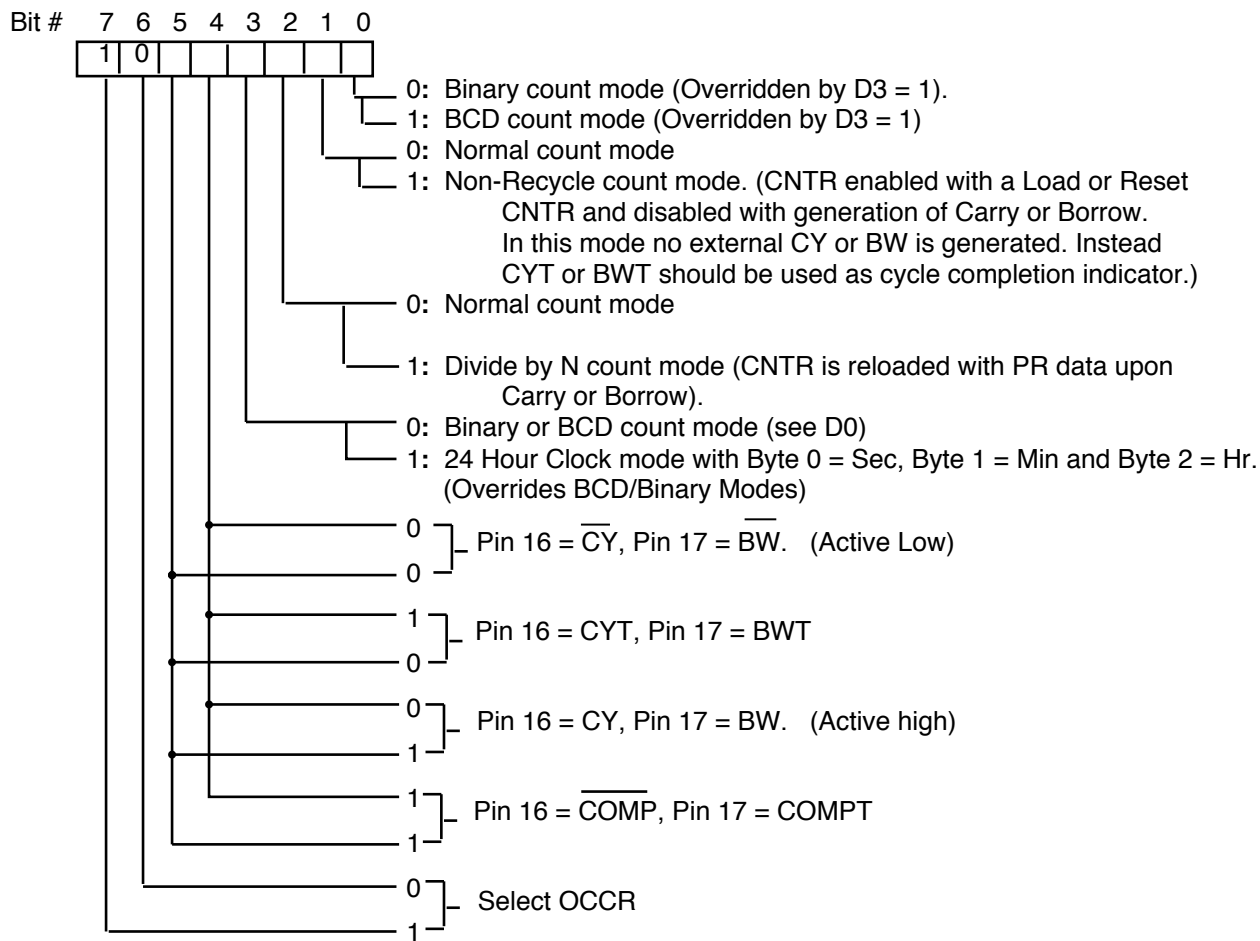 Bit # 7 6 5 4 3 2 1 0
1 0
0: Binary count mode (Overridden by D3 = 1).
1: BCD count mode (Overridden by D3 = 1)
0: Normal count mode
1: Non-Recycle count mode. (CNTR enabled with a Load or Reset
CNTR and disabled with generation of Carry or Borrow.
In this mode no external CY or BW is generated. Instead
CYT or BWT should be used as cycle completion indicator.)
0: Normal count mode
1: Divide by N count mode (CNTR is reloaded with PR data upon
Carry or Borrow).
0: Binary or BCD count mode (see D0)
1: 24 Hour Clock mode with Byte 0 = Sec, Byte 1 = Min and Byte 2 = Hr.
(Overrides BCD/Binary Modes)
0
Pin 16 = C̅Y̅, Pin 17 = B̅W̅. (Active Low)
0
1
Pin 16 = CYT, Pin 17 = BWT
0
0
Pin 16 = CY, Pin 17 = BW. (Active high)
1
1
Pin 16 = C̅O̅M̅P̅, Pin 17 = COMPT
1
0
Select OCCR
1